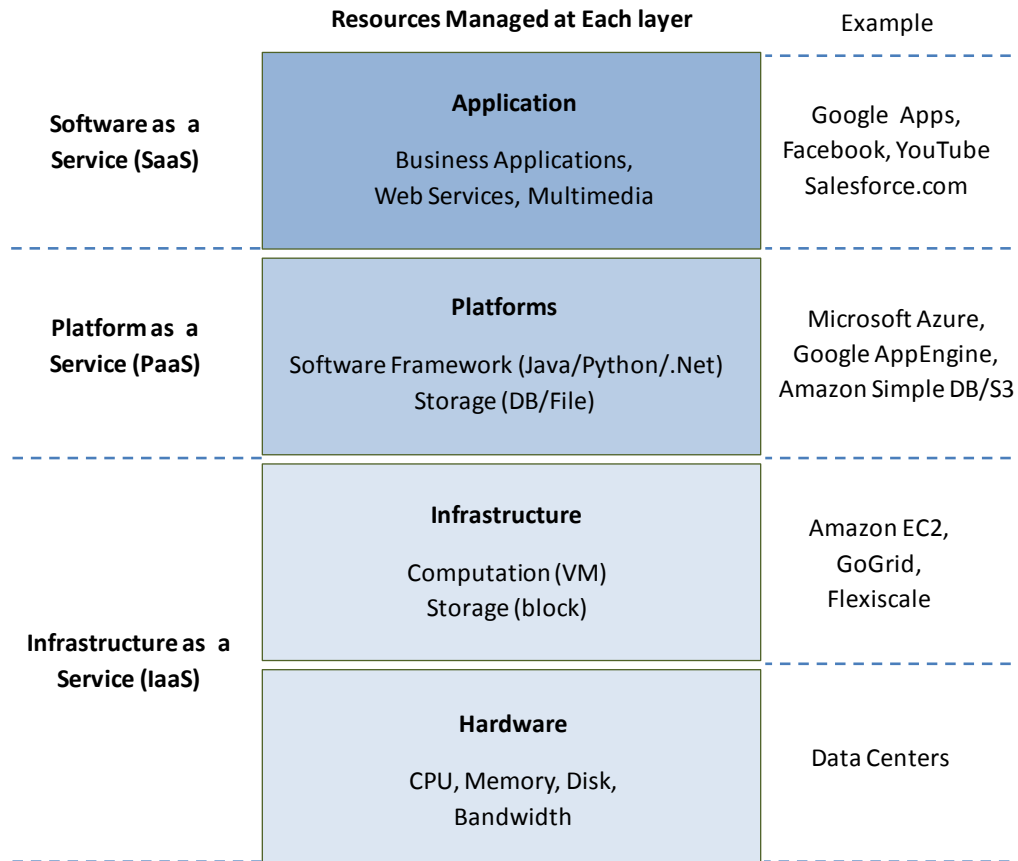 Resources Managed at Each layer
Example
Software as a
Service (SaaS)
Application
Business Applications,
Web Services, Multimedia
Google Apps,
Facebook, YouTube
Salesforce.com
Platform as a
Service (PaaS)
Platforms
Software Framework (Java/Python/.Net)
Storage (DB/File)
Microsoft Azure,
Google AppEngine,
Amazon Simple DB/S3
Infrastructure as a
Service (IaaS)
Infrastructure
Computation (VM)
Storage (block)
Amazon EC2,
GoGrid,
Flexiscale
Hardware
CPU, Memory, Disk,
Bandwidth
Data Centers